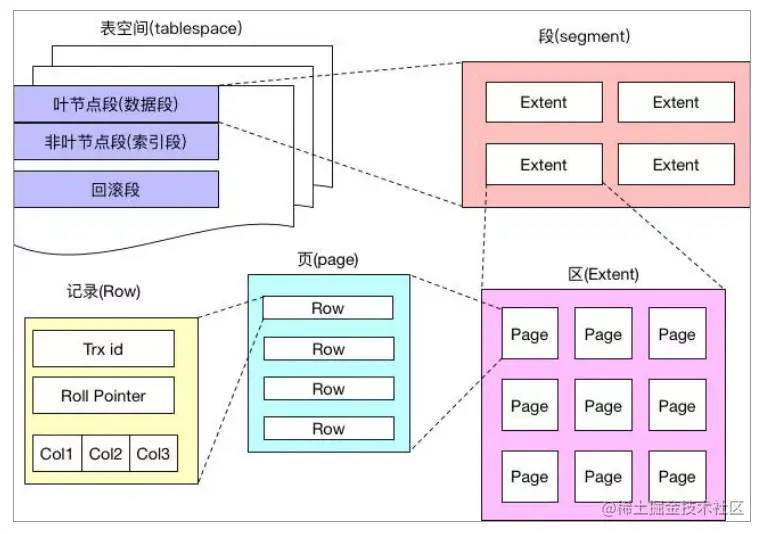 表空间(tablespace)
叶节点段(数据段)
非叶节点段(索引段)
回滚段
段(segment)
Extent
Extent
Extent
Extent
区(Extent)
Page
Page
Page
Page
Page
Page
Page
Page
Page
页(page)
Row
Row
Row
Row
记录(Row)
Trx id
Roll Pointer
Col1
Col2
Col3
@稀土掘金技术社区